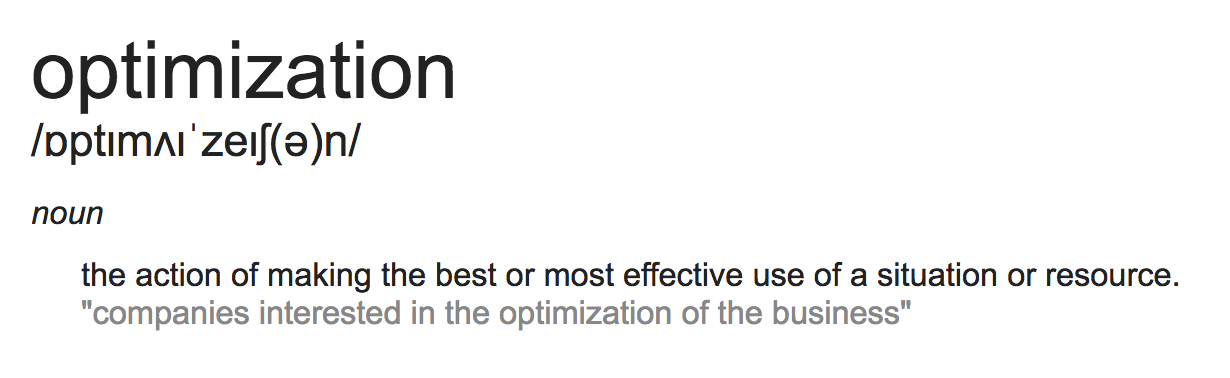 optimization
/ɒptɪmʌɪˈzeɪʃ(ə)n/
noun
the action of making the best or most effective use of a situation or resource.
"companies interested in the optimization of the business"